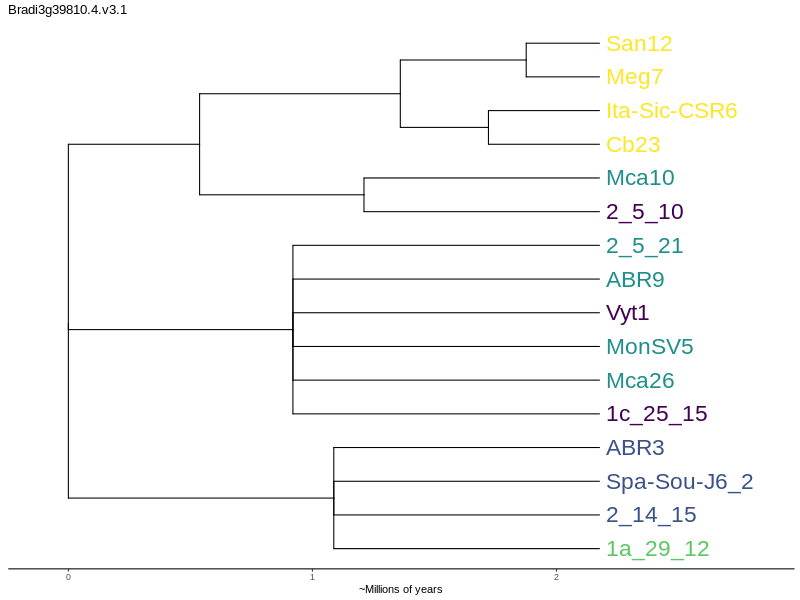 Bradi3g39810.4.v3.1
San12
Meg7
Ita-Sic-CSR6
Cb23
Mca10
2_5_10
2_5_21
ABR9
Vyt1
MonSV5
Mca26
1c_25_15
ABR3
Spa-Sou-J6_2
2_14_15
1a_29_12
0 1 2
~Millions of years